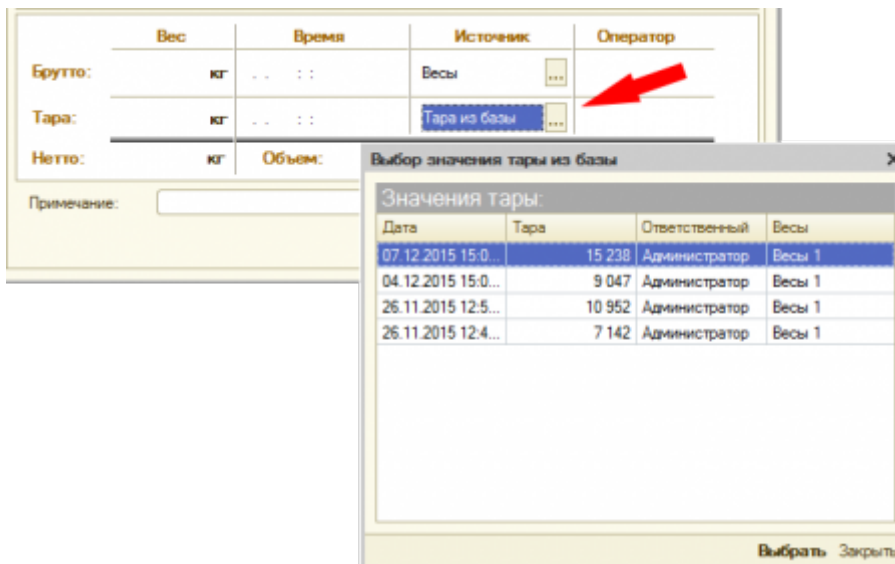 Вес Время Источник Оператор
Брутто: кг . . : : Весы ...
Тара: кг . . : : Тара из базы ...
Нетто: кг Объем:
Примечание:
Выбор значения тары из базы X
Значения тары:
Дата Тара Ответственный Весы
07.12.2015 15:0... 15 238 Администратор Весы 1
04.12.2015 15:0... 9 047 Администратор Весы 1
26.11.2015 12:5... 10 952 Администратор Весы 1
26.11.2015 12:4... 7 142 Администратор Весы 1
Выбрать Закрыть